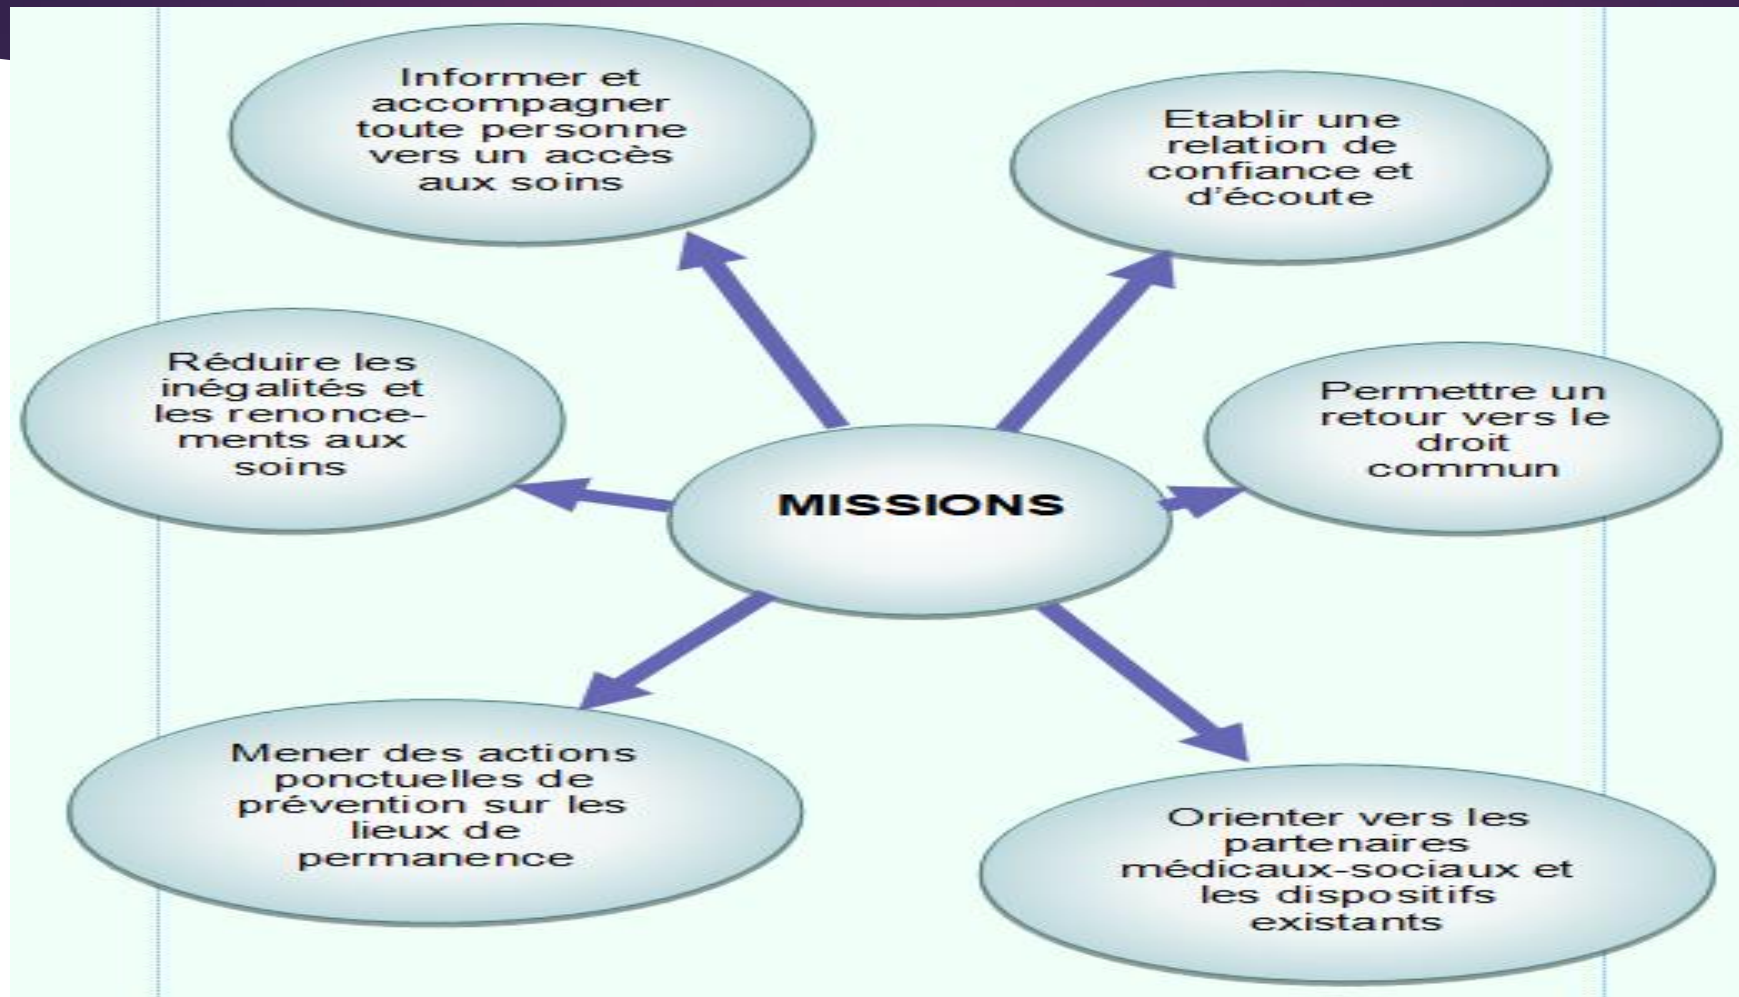 Informer et
accompagner
toute personne
vers un accès
aux soins
Etablir une
relation de
confiance et
d'écoute
Réduire les
inégalités et
les renonce-
ments aux
soins
Permettre un
retour vers le
droit
commun
MISSIONS
Mener des actions
ponctuelles de
prévention sur les
lieux de
permanence
Orienter vers les
partenaires
médicaux-sociaux et
les dispositifs
existants